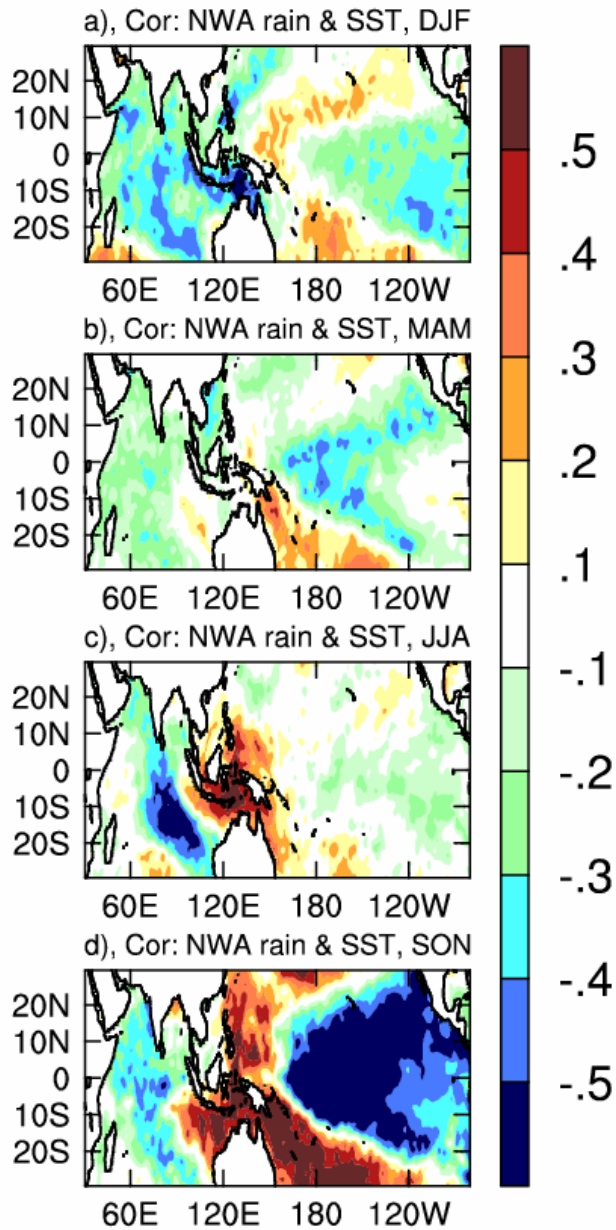 a), Cor: NWA rain & SST, DJF
20N
10N
0
10S
20S
60E 120E 180 120W
b), Cor: NWA rain & SST, MAM
20N
10N
0
10S
20S
60E 120E 180 120W
c), Cor: NWA rain & SST, JJA
20N
10N
0
10S
20S
60E 120E 180 120W
d), Cor: NWA rain & SST, SON
20N
10N
0
10S
20S
60E 120E 180 120W
.5
.4
.3
.2
.1
-.1
-.2
-.3
-.4
-.5